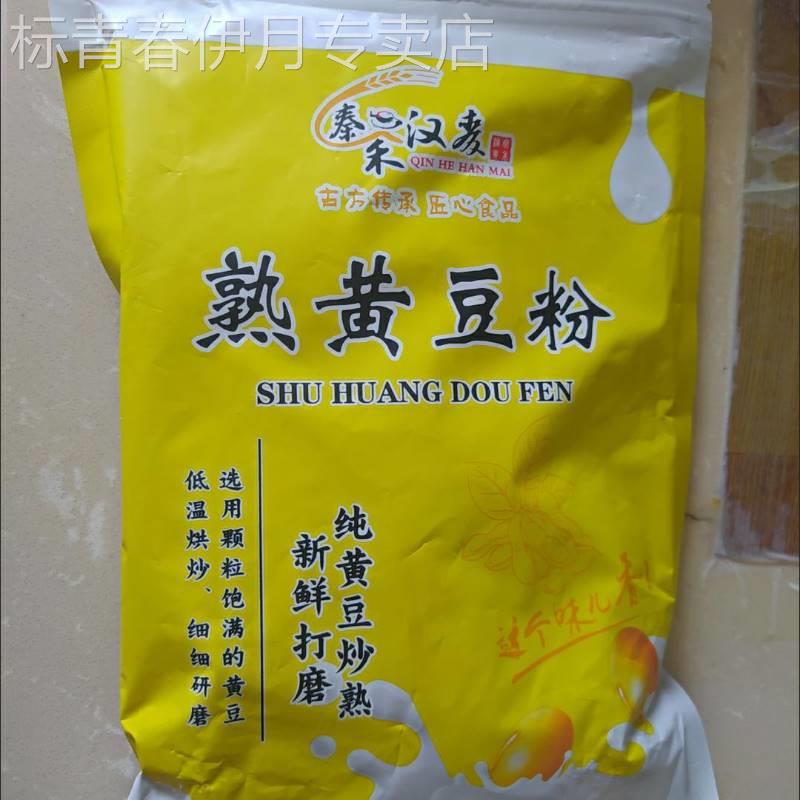 标青春伊月专卖店
秦禾汉麦
QIN HE HAN MAI
古方传承 匠心食品
熟黄豆粉
SHU HUANG DOU FEN
选用颗粒饱满的黄豆
低温烘炒、细细研磨
纯黄豆炒熟
新鲜打磨
这个味儿香!